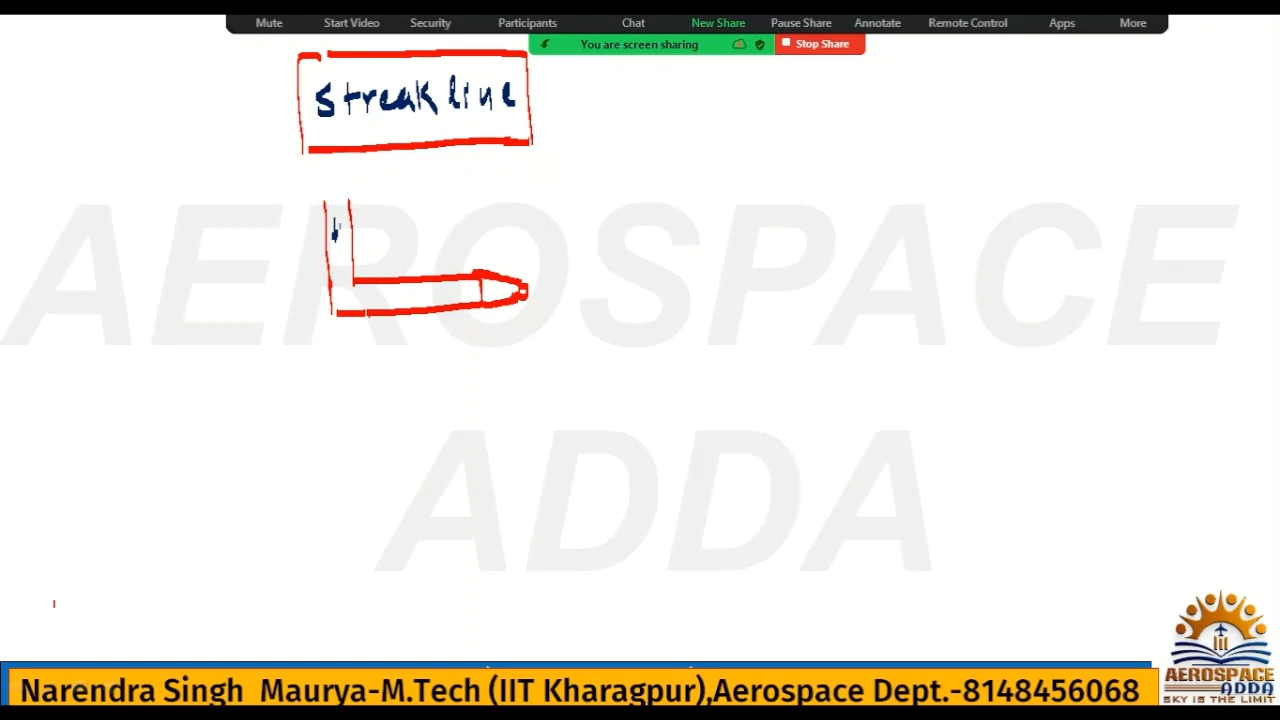 Mute Start Video Security Participants Chat New Share Pause Share Annotate Remote Control Apps More
You are screen sharing Stop Share
streak line
AEROSPACE
ADDA
AEROSPACE
ADDA
SKY IS THE LIMIT
Narendra Singh Maurya-M.Tech (IIT Kharagpur),Aerospace Dept.-8148456068